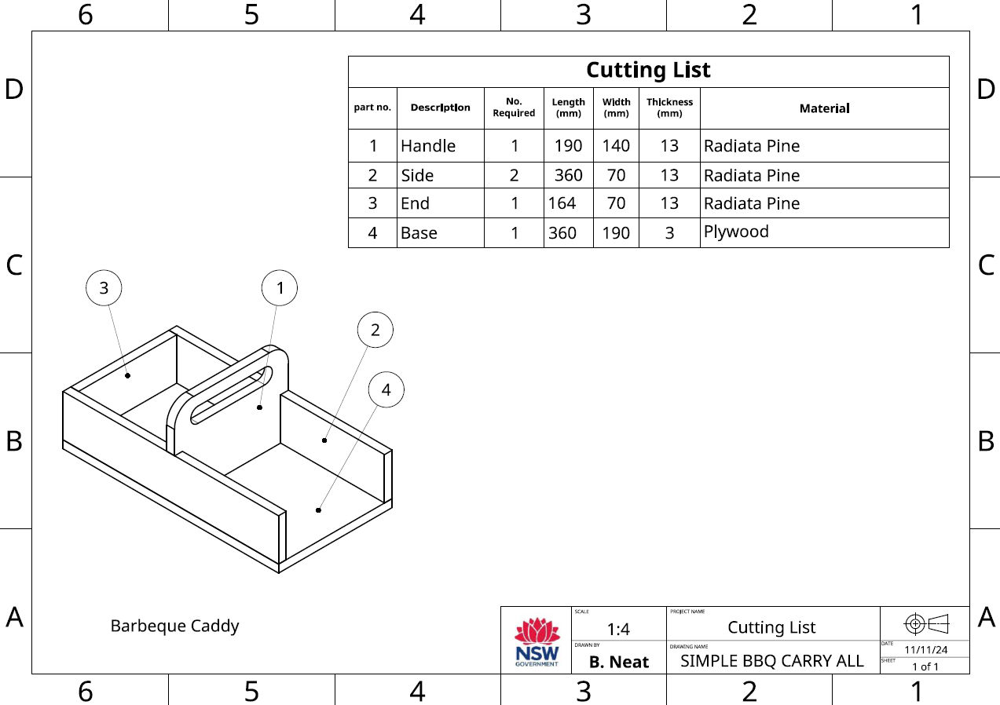 6 5 4 3 2 1
D D
Cutting List
part no. Description No. Required Length (mm) Width (mm) Thickness (mm) Material
1 Handle 1 190 140 13 Radiata Pine
2 Side 2 360 70 13 Radiata Pine
3 End 1 164 70 13 Radiata Pine
4 Base 1 360 190 3 Plywood
C C
3 1
2
4
B B
A A
Barbeque Caddy
NSW
GOVERNMENT
SCALE
1:4
DRAWN BY
B. Neat
PROJECT NAME
Cutting List
DRAWING NAME
SIMPLE BBQ CARRY ALL
DATE
11/11/24
SHEET
1 of 1
6 5 4 3 2 1